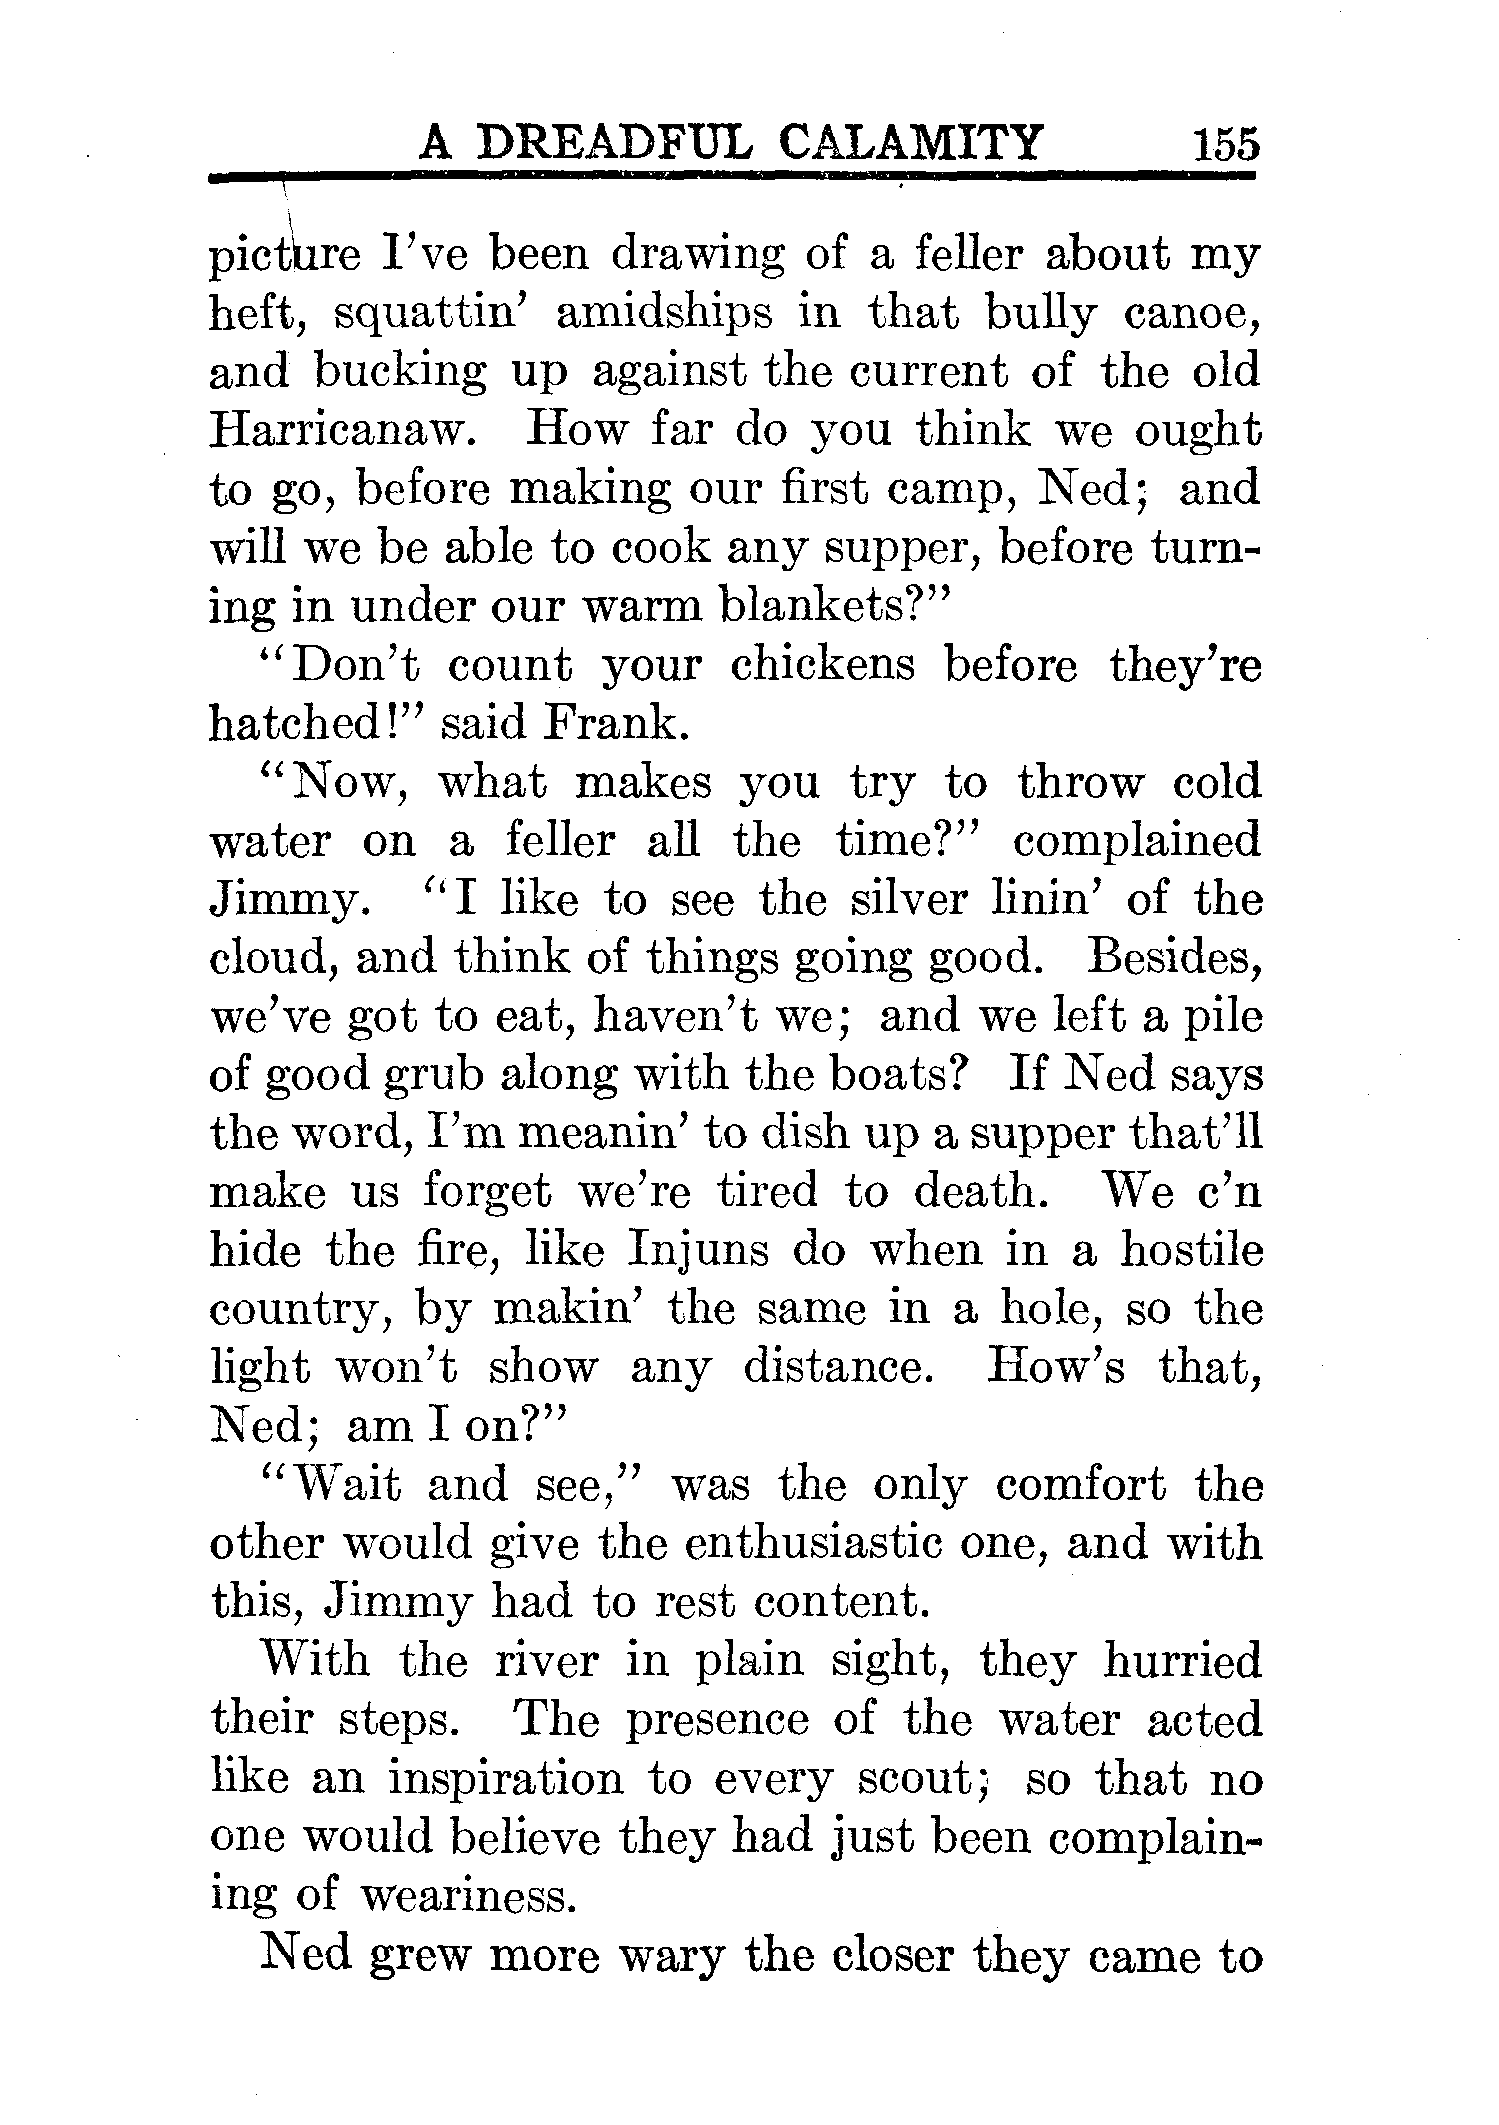 A DREADFUL CALAMITY 155
picture I've been drawing of a feller about my
heft, squattin' amidships in that bully canoe,
and bucking up against the current of the old
Harricanaw. How far do you think we ought
to go, before making our first camp, Ned; and
will we be able to cook any supper, before turn-
ing in under our warm blankets?"
"Don't count your chickens before they're
hatched!" said Frank.
"Now, what makes you try to throw cold
water on a feller all the time?" complained
Jimmy. "I like to see the silver linin' of the
cloud, and think of things going good. Besides,
we've got to eat, haven't we; and we left a pile
of good grub along with the boats? If Ned says
the word, I'm meanin' to dish up a supper that'll
make us forget we're tired to death. We c'n
hide the fire, like Injuns do when in a hostile
country, by makin' the same in a hole, so the
light won't show any distance. How's that,
Ned; am I on?"
"Wait and see," was the only comfort the
other would give the enthusiastic one, and with
this, Jimmy had to rest content.
With the river in plain sight, they hurried
their steps. The presence of the water acted
like an inspiration to every scout; so that no
one would believe they had just been complain-
ing of weariness.
Ned grew more wary the closer they came to